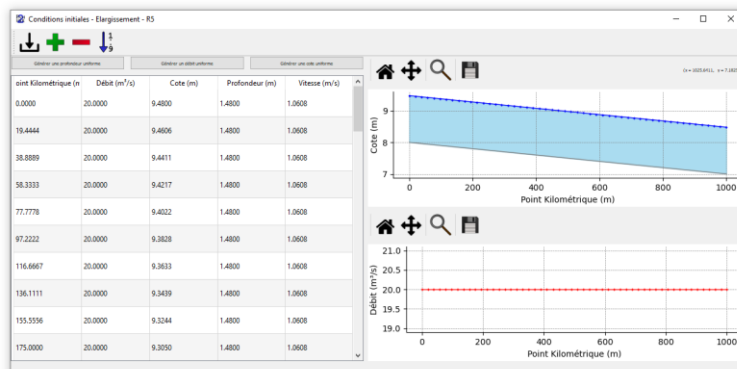 Conditions initiales - Elargissement - R5
Générer une profondeur uniforme Générer un débit uniforme Générer une cote uniforme
oint Kilométrique (n Débit (m³/s) Cote (m) Profondeur (m) Vitesse (m/s)
0.0000 20.0000 9.4800 1.4800 1.0608
19.4444 20.0000 9.4606 1.4800 1.0608
38.8889 20.0000 9.4411 1.4800 1.0608
58.3333 20.0000 9.4217 1.4800 1.0608
77.7778 20.0000 9.4022 1.4800 1.0608
97.2222 20.0000 9.3828 1.4800 1.0608
116.6667 20.0000 9.3633 1.4800 1.0608
136.1111 20.0000 9.3439 1.4800 1.0608
155.5556 20.0000 9.3244 1.4800 1.0608
175.0000 20.0000 9.3050 1.4800 1.0608
Cote (m)
9
8
7
0 200 400 600 800 1000
Point Kilométrique (m)
Débit (m³/s)
21.0
20.5
20.0
19.5
19.0
0 200 400 600 800 1000
Point Kilométrique (m)